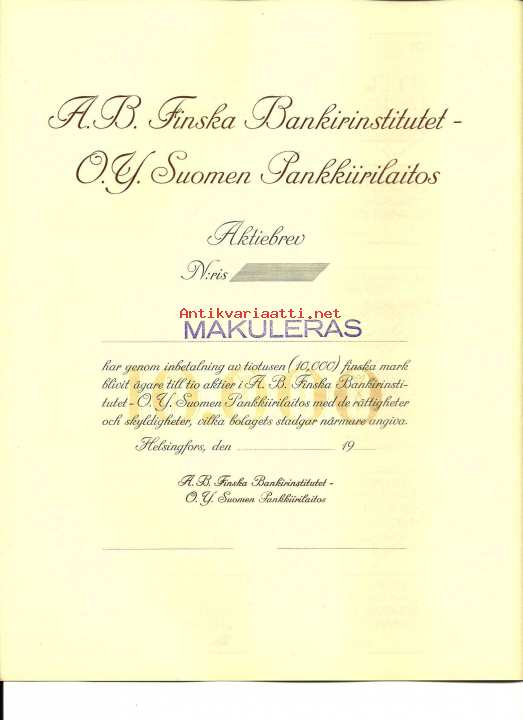 A.B. Finska Bankirinstitutet -
O.Y. Suomen Pankkiirilaitos
Aktiebrev
N:ris
Antikvariaatti.net
MAKULERAS
har genom inbetalning av tiotusen (10,000) finska mark
blivit ägare till tio aktier i A. B. Finska Bankirinsti-
tutet - O. Y. Suomen Pankkiirilaitos med de rättigheter
och skyldigheter, vilka bolagets stadgar närmare angiva.
Helsingfors, den 19
A. B. Finska Bankirinstitutet -
O. Y. Suomen Pankkiirilaitos